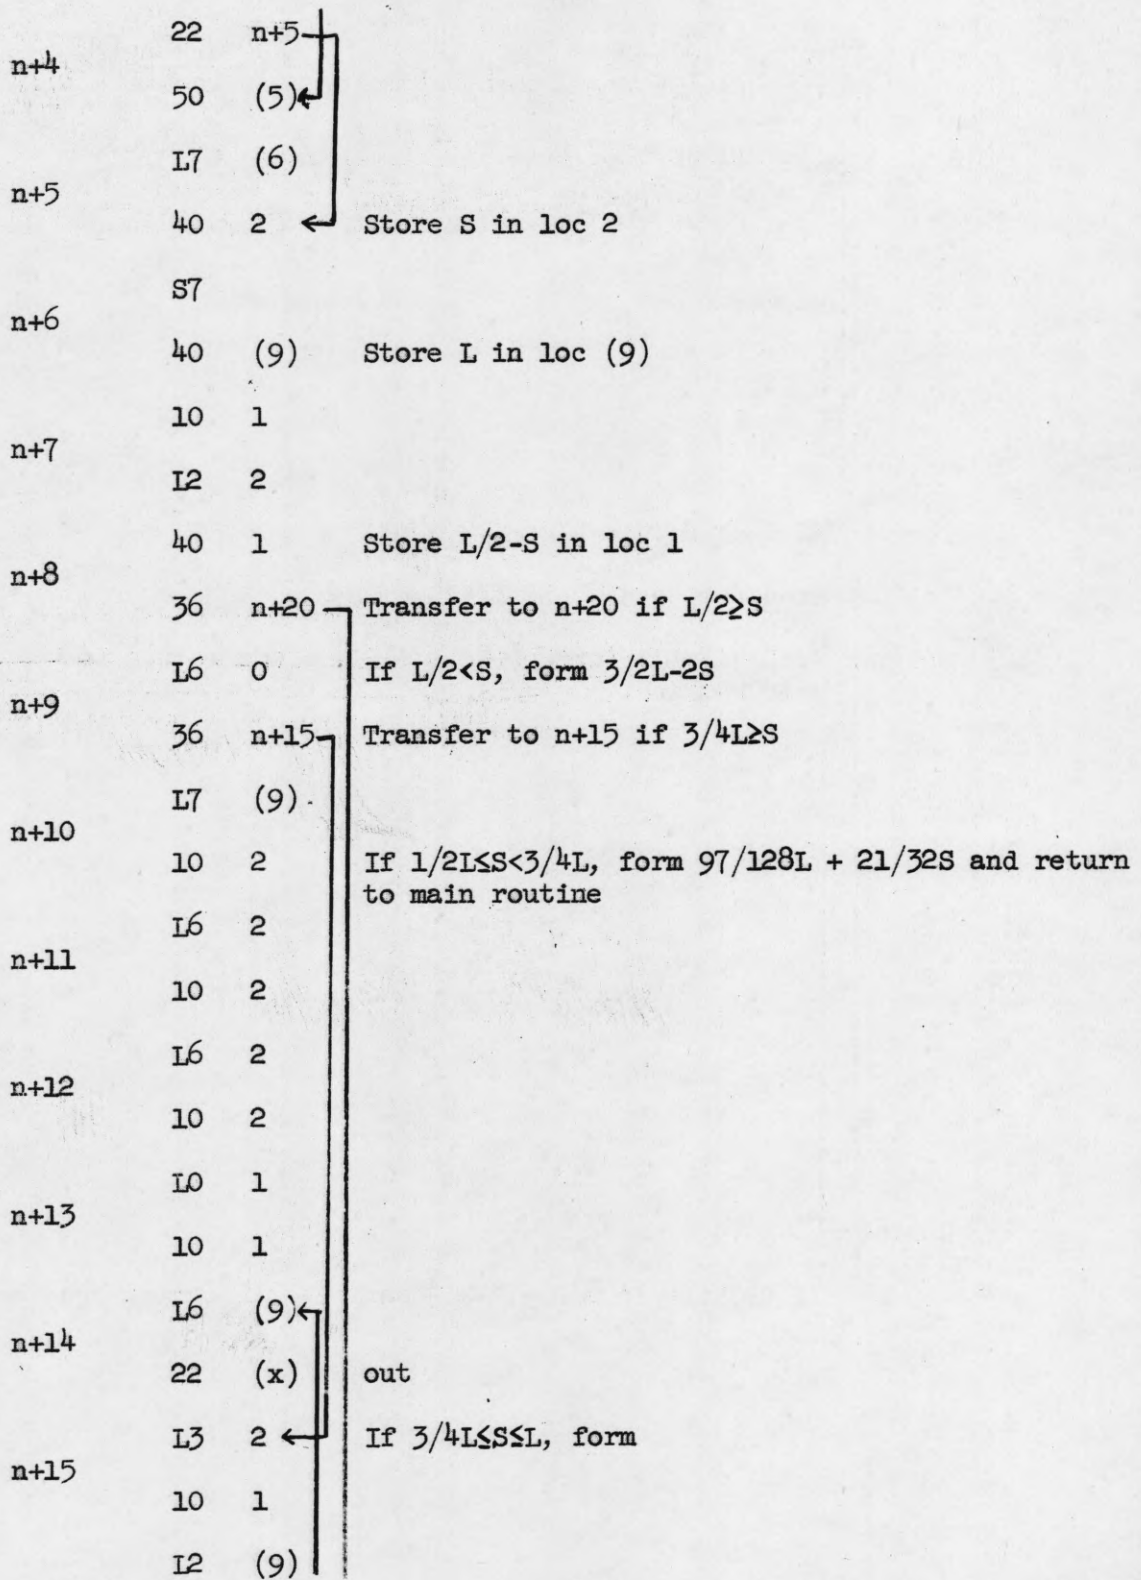 22 n+5
n+4
50 (5)
L7 (6)
n+5
40 2 Store S in loc 2
S7
n+6
40 (9) Store L in loc (9)
10 1
n+7
L2 2
40 1 Store L/2-S in loc 1
n+8
36 n+20 Transfer to n+20 if L/2≥S
L6 0 If L/2<S, form 3/2L-2S
n+9
36 n+15 Transfer to n+15 if 3/4L≥S
L7 (9)
n+10
10 2 If 1/2L≤S<3/4L, form 97/128L + 21/32S and return
to main routine
L6 2
n+11
10 2
L6 2
n+12
10 2
L0 1
n+13
10 1
L6 (9)
n+14
22 (x) out
L3 2 If 3/4L≤S≤L, form
n+15
10 1
L2 (9)